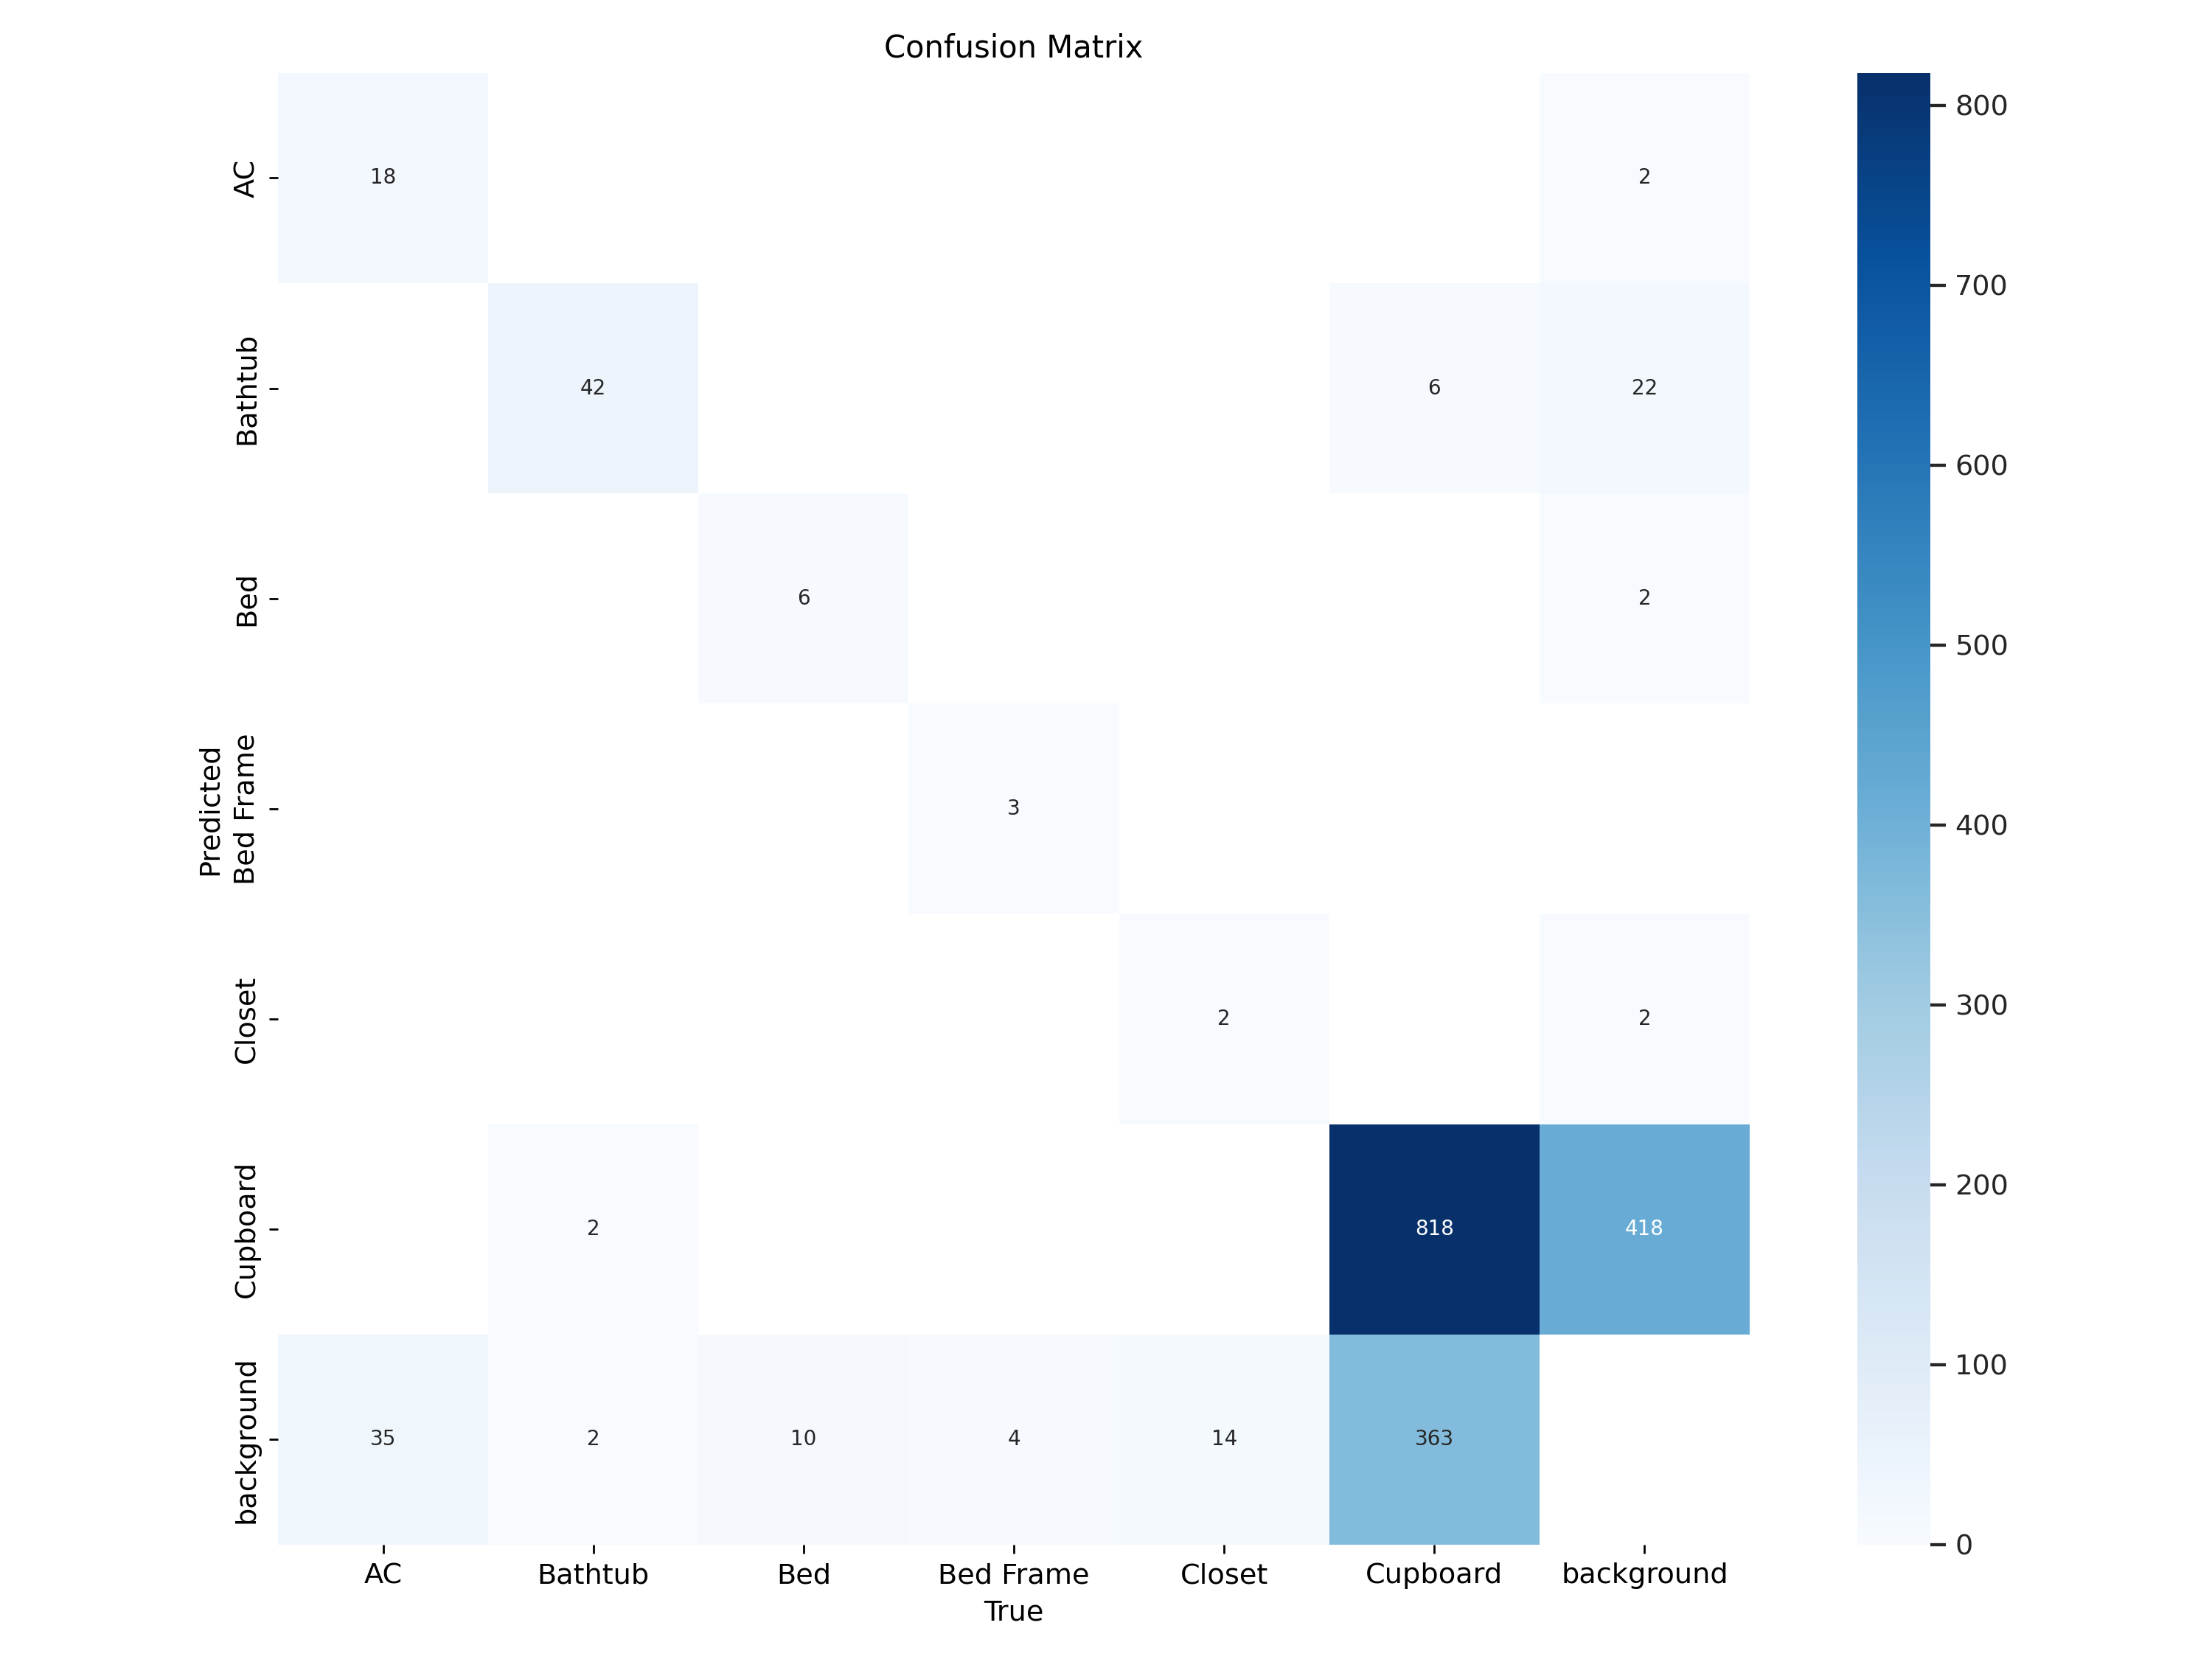 Confusion Matrix
AC
18
2
Bathtub
42
6
22
Bed
6
2
Predicted
Bed Frame
3
Closet
2
2
Cupboard
2
818
418
background
35
2
10
4
14
363
AC Bathtub Bed Bed Frame Closet Cupboard background
True
800
700
600
500
400
300
200
100
0